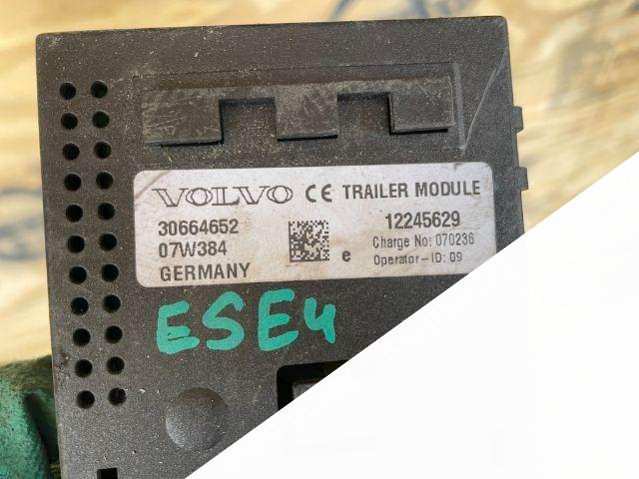 VOLVO CE TRAILER MODULE
30664652 12245629
07W384 e Charge No: 070236
GERMANY Operator-ID: 09
ESE4